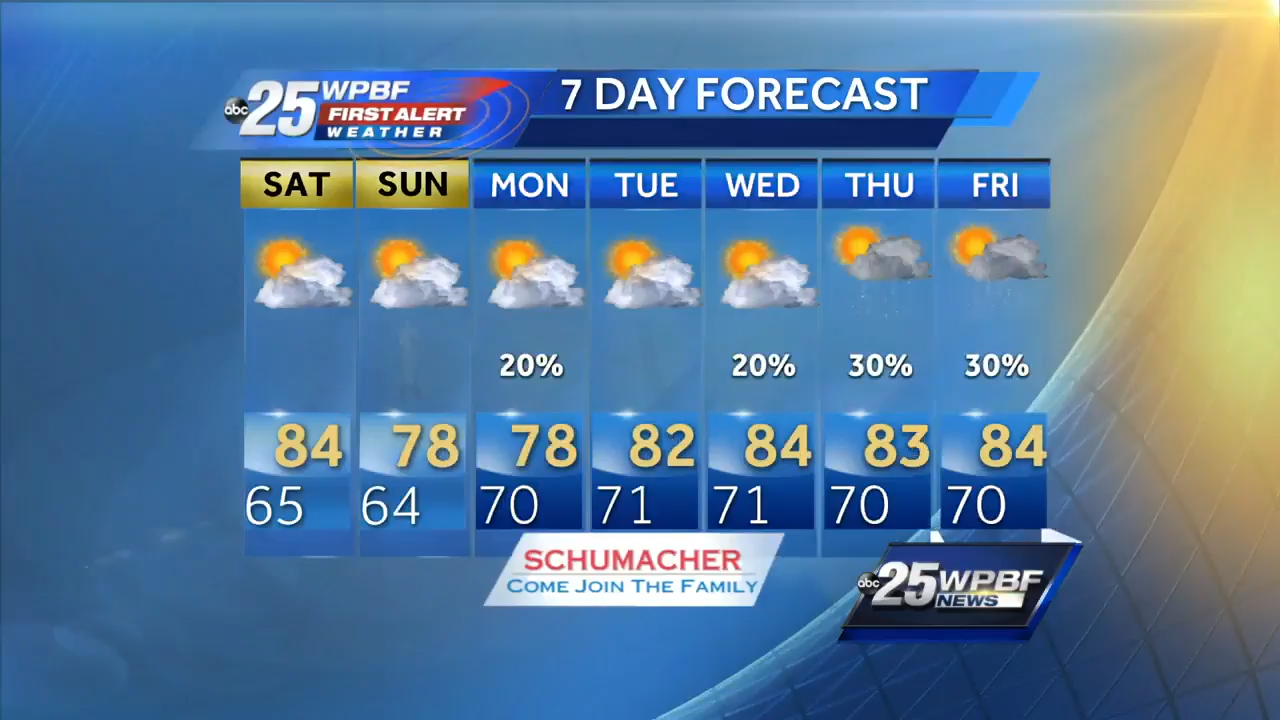 abc 25 WPBF
FIRST ALERT
WEATHER
7 DAY FORECAST
SAT SUN MON TUE WED THU FRI
20% 20% 30% 30%
84 78 78 82 84 83 84
65 64 70 71 71 70 70
SCHUMACHER
COME JOIN THE FAMILY
abc 25 WPBF
NEWS